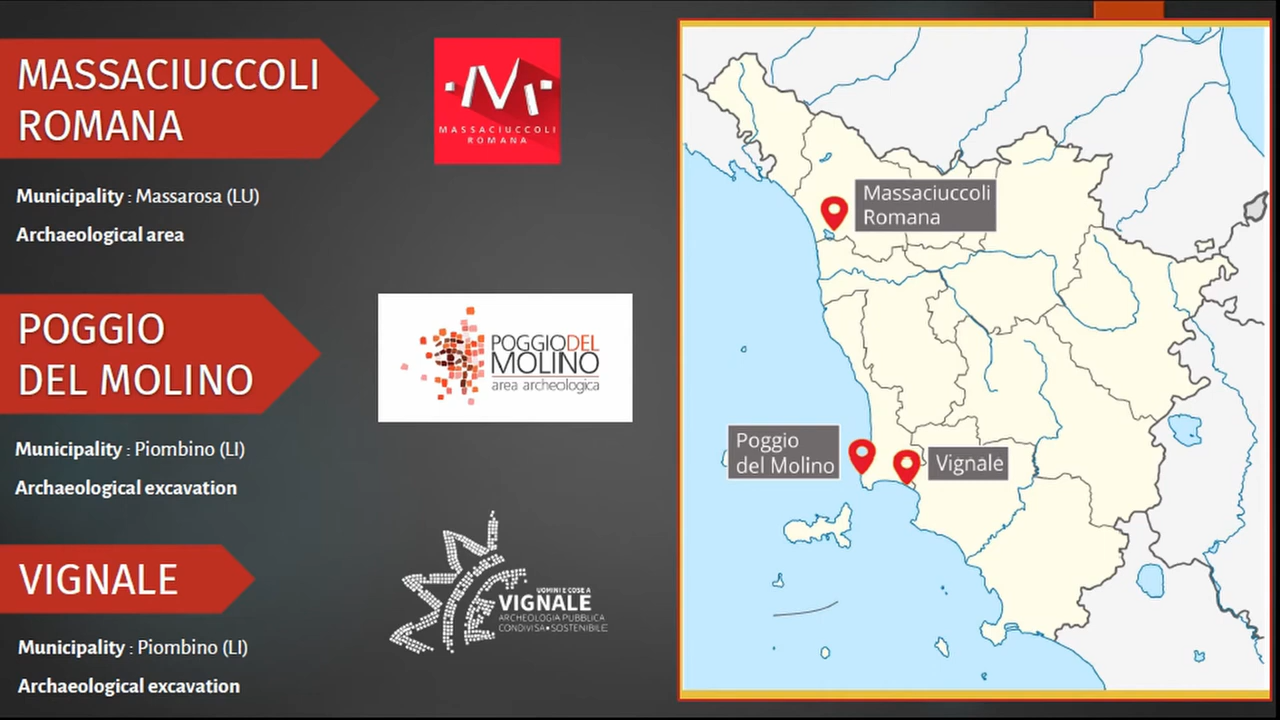 MASSACIUCCOLI
ROMANA
MASSACIUCCOLI
ROMANA
Municipality : Massarosa (LU)
Archaeological area
POGGIO
DEL MOLINO
POGGIODEL
MOLINO
area archeologica
Municipality : Piombino (LI)
Archaeological excavation
VIGNALE
UOMINI E COSE A
VIGNALE
ARCHEOLOGIA PUBBLICA
CONDIVISA•SOSTENIBILE
Municipality : Piombino (LI)
Archaeological excavation
Massaciuccoli
Romana
Poggio
del Molino
Vignale